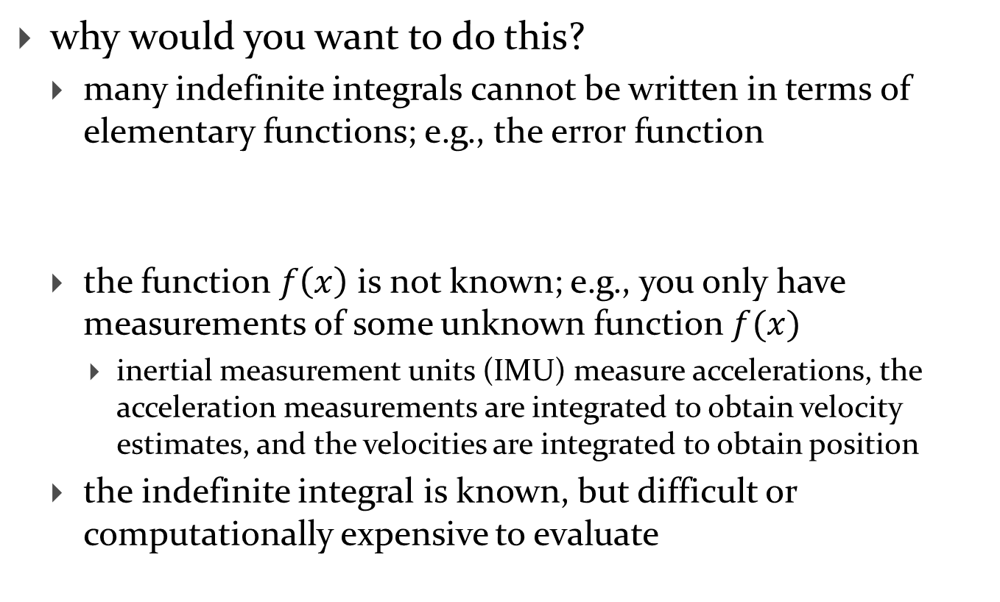 why would you want to do this?
many indefinite integrals cannot be written in terms of
elementary functions; e.g., the error function
the function f(x) is not known; e.g., you only have
measurements of some unknown function f(x)
inertial measurement units (IMU) measure accelerations, the
acceleration measurements are integrated to obtain velocity
estimates, and the velocities are integrated to obtain position
the indefinite integral is known, but difficult or
computationally expensive to evaluate